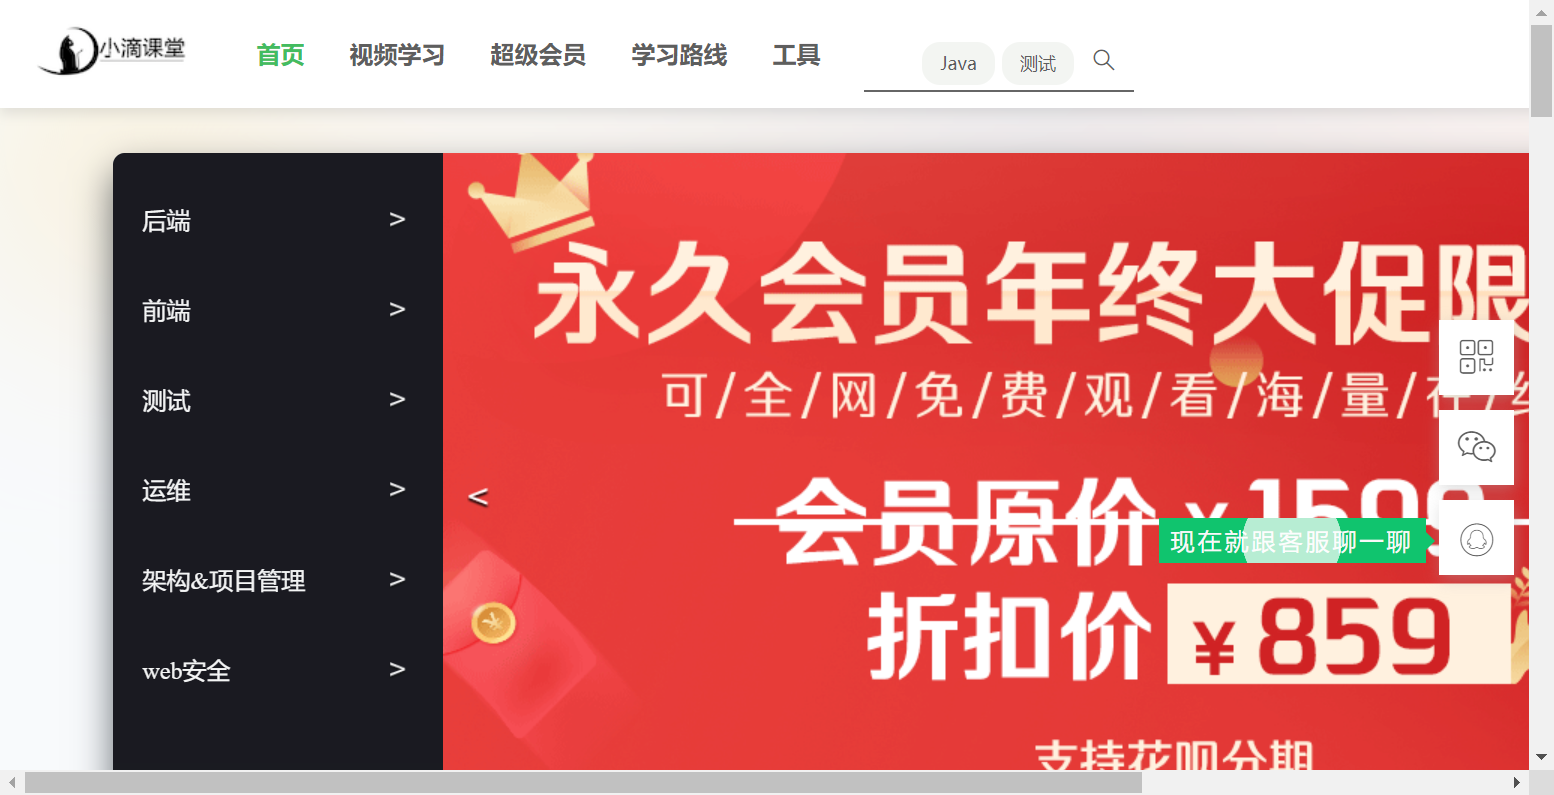 小滴课堂
首页 视频学习 超级会员 学习路线 工具
Java 测试
后端 >
前端 >
测试 >
运维 >
架构&项目管理 >
web安全 >
永久会员年终大促限
可/全/网/免/费/观/看/海/量/在/线
<
会员原价 ¥1599
现在就跟客服聊一聊
折扣价 ¥859
支持花呗分期